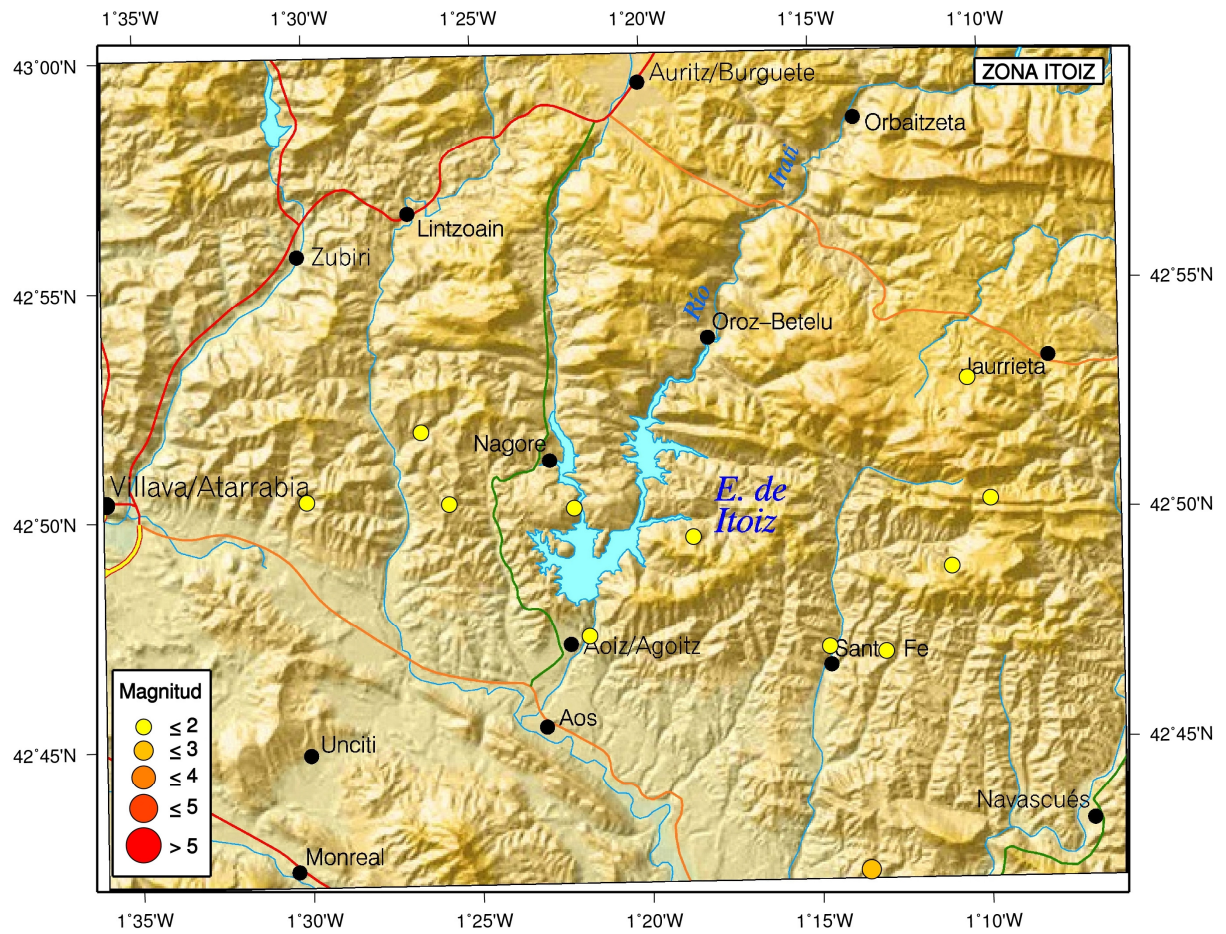 1°35'W 1°30'W 1°25'W 1°20'W 1°15'W 1°10'W
43°00'N
ZONA ITOIZ
Auritz/Burguete
Orbaitzeta
Irati
Lintzoain
Zubiri
42°55'N
42°55'N
Río
Oroz–Betelu
Jaurrieta
Nagore
Villava/Atarrabia
E. de
Itoiz
42°50'N
42°50'N
Aoiz/Agoitz
Santa Fe
Magnitud
≤ 2
≤ 3
≤ 4
≤ 5
> 5
Aos
Unciti
42°45'N
42°45'N
Navascués
Monreal
1°35'W 1°30'W 1°25'W 1°20'W 1°15'W 1°10'W